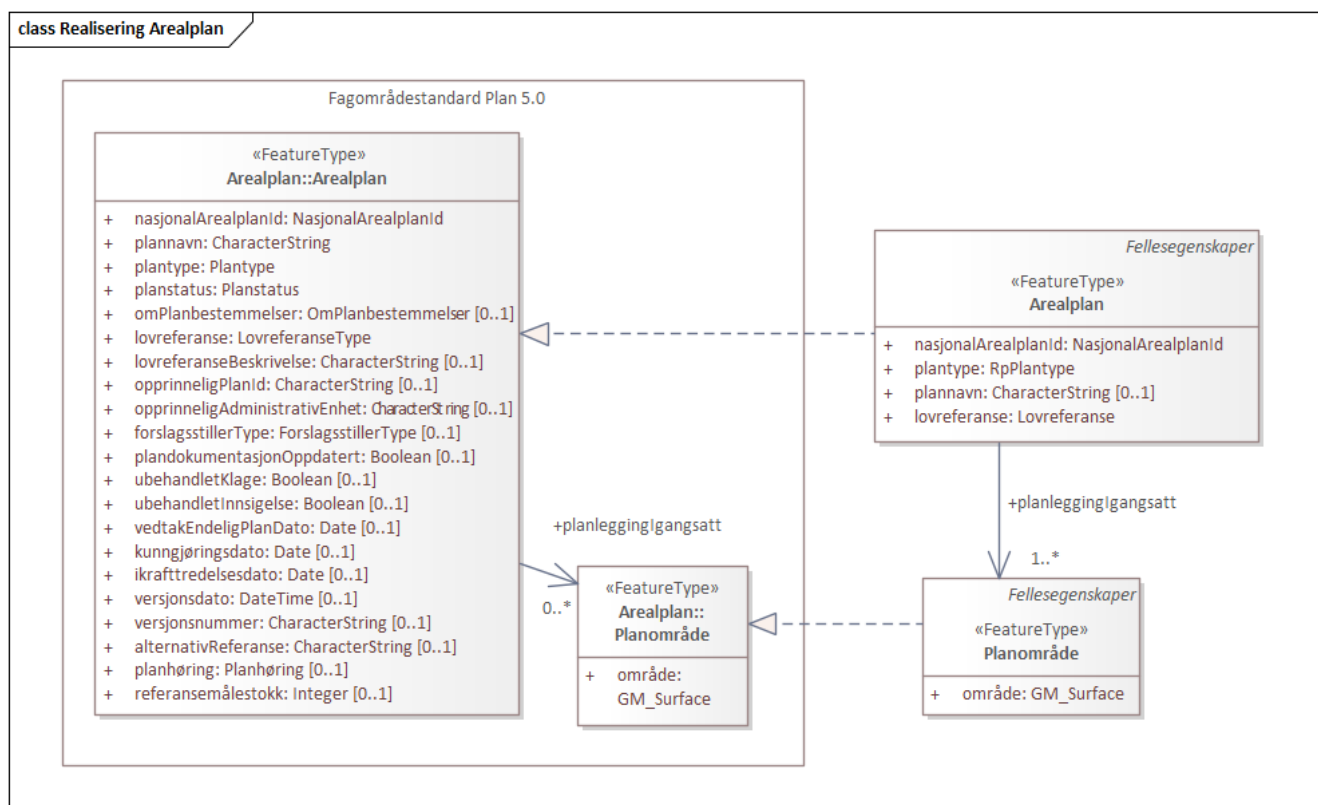 class Realisering Arealplan
Fagområdestandard Plan 5.0
«FeatureType»
Arealplan::Arealplan
+ nasjonalArealplanId: NasjonalArealplanId
+ plannavn: CharacterString
+ plantype: Plantype
+ planstatus: Planstatus
+ omPlanbestemmelser: OmPlanbestemmelser [0..1]
+ lovreferanse: LovreferanseType
+ lovreferanseBeskrivelse: CharacterString [0..1]
+ opprinneligPlanId: CharacterString [0..1]
+ opprinneligAdministrativEnhet: CharacterString [0..1]
+ forslagsstillerType: ForslagsstillerType [0..1]
+ plandokumentasjonOppdatert: Boolean [0..1]
+ ubehandletKlage: Boolean [0..1]
+ ubehandletInnsigelse: Boolean [0..1]
+ vedtakEndeligPlanDato: Date [0..1]
+ kunngjøringsdato: Date [0..1]
+ ikrafttredelsesdato: Date [0..1]
+ versjonsdato: DateTime [0..1]
+ versjonsnummer: CharacterString [0..1]
+ alternativReferanse: CharacterString [0..1]
+ planhøring: Planhøring [0..1]
+ referansemålestokk: Integer [0..1]
+planleggingIgangsatt
0..*
«FeatureType»
Arealplan::
Planområde
+ område:
GM_Surface
Fellesegenskaper
«FeatureType»
Arealplan
+ nasjonalArealplanId: NasjonalArealplanId
+ plantype: RpPlantype
+ plannavn: CharacterString [0..1]
+ lovreferanse: Lovreferanse
+planleggingIgangsatt
1..*
Fellesegenskaper
«FeatureType»
Planområde
+ område: GM_Surface